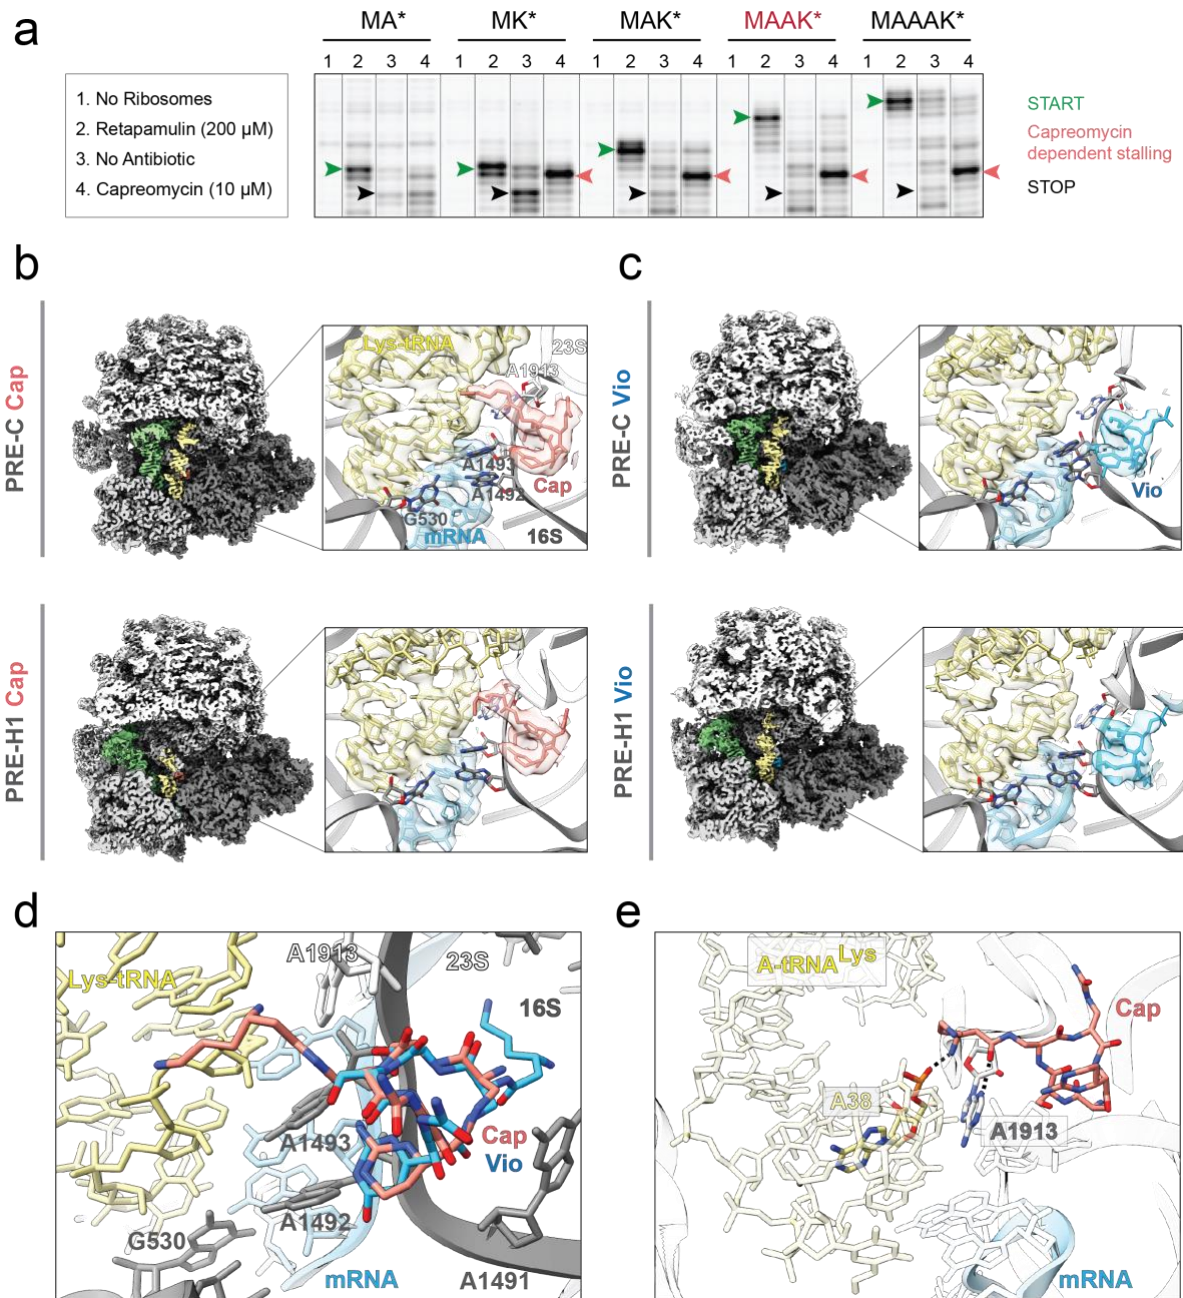 a
MA* MK* MAK* MAAK* MAAAK*
1 2 3 4 1 2 3 4 1 2 3 4 1 2 3 4 1 2 3 4
1. No Ribosomes
2. Retapamulin (200 µM)
3. No Antibiotic
4. Capreomycin (10 µM)
START
Capreomycin
dependent stalling
STOP
b
PRE-C Cap
Lys-tRNA
23S
A1913
A1493
A1492
Cap
G530
mRNA
16S
c
PRE-C Vio
Vio
PRE-H1 Cap
PRE-H1 Vio
d
A1913
23S
Lys-tRNA
16S
A1493
Cap
Vio
A1492
G530
mRNA
A1491
e
A-tRNALys
Cap
A38
A1913
mRNA